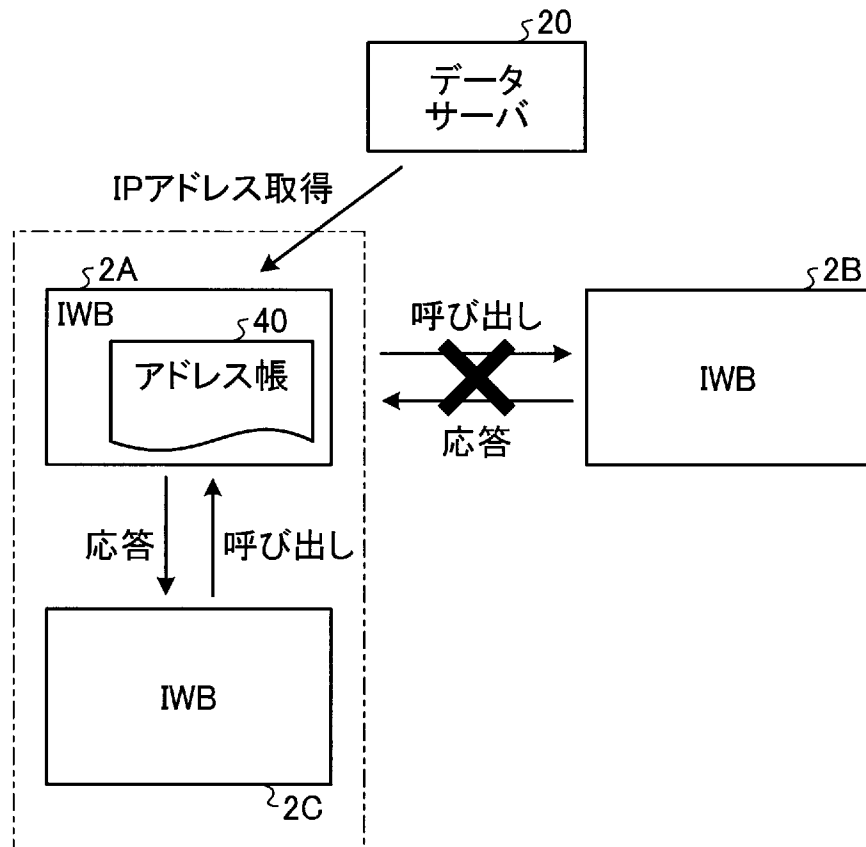 20
データ
サーバ
IPアドレス取得
2A
IWB
40
アドレス帳
呼び出し
応答
2B
IWB
応答
呼び出し
IWB
2C